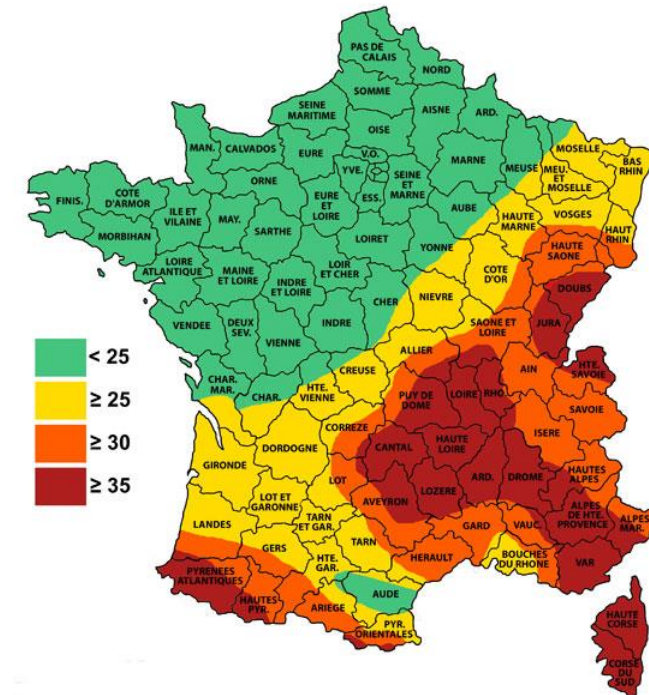 PAS DE
CALAIS
NORD
SOMME
SEINE
MARITIME
AISNE
ARD.
OISE
MAN.
CALVADOS
EURE
V.O.
YVE.
ESS.
SEINE
ET
MARNE
MARNE
MEUSE
MOSELLE
MEU.
ET
MOSELLE
BAS
RHIN
FINIS.
COTE
D'ARMOR
ILE ET
VILAINE
MORBIHAN
MAY.
ORNE
SARTHE
EURE
ET
LOIRE
AUBE
HAUTE
MARNE
VOSGES
HAUT
RHIN
LOIRE
ATLANTIQUE
MAINE
ET LOIRE
INDRE
ET LOIRE
LOIR
ET CHER
LOIRET
YONNE
COTE
D'OR
HAUTE
SAONE
DOUBS
VENDEE
DEUX
SEV.
VIENNE
INDRE
CHER
NIEVRE
SAONE ET
LOIRE
JURA
< 25
≥ 25
≥ 30
≥ 35
CHAR.
MAR.
CHAR.
HTE.
VIENNE
CREUSE
ALLIER
AIN
HTE.
SAVOIE
PUY DE
DOME
LOIRE
RHO
SAVOIE
CORREZE
ISERE
GIRONDE
DORDOGNE
CANTAL
HAUTE
LOIRE
ARD.
DROME
HAUTES
ALPES
LOT
LOT ET
GARONNE
AVEYRON
LOZERE
ALPES
DE HTE.
PROVENCE
ALPES
MAR.
LANDES
TARN
ET GAR.
TARN
GARD
VAUC.
GERS
HTE.
GAR.
HERAULT
BOUCHES
DU RHONE
VAR
PYRENEES
ATLANTIQUES
HAUTES
PYR.
ARIEGE
AUDE
PYR.
ORIENTALES
HAUTE
CORSE
CORSE
DU
SUD